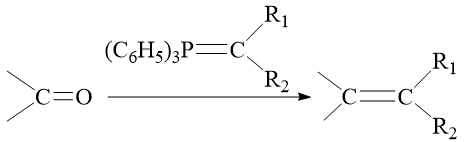 (C₆H₅)₃P=C
R₁
R₂
C=O
C=C
R₁
R₂